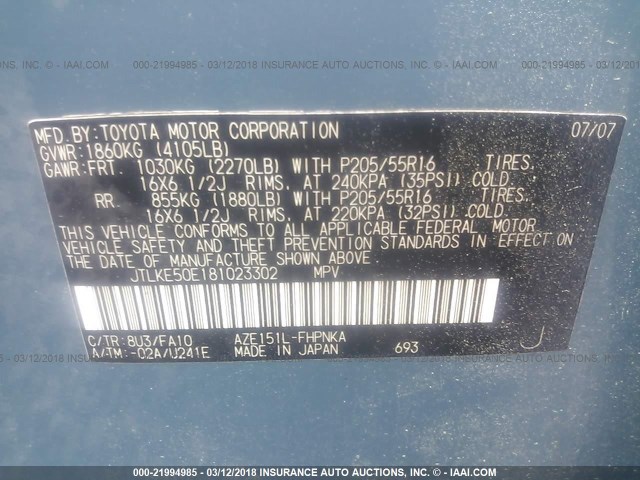 000-21994985 - 03/12/2018 INSURANCE AUTO AUCTIONS, INC. © - IAAI.COM
MFD.BY:TOYOTA MOTOR CORPORATION 07/07
GVWR:1860KG (4105LB)
GAWR:FRT. 1030KG (2270LB) WITH P205/55R16 TIRES.
16X6 1/2J RIMS, AT 240KPA (35PSI) COLD.
RR. 855KG (1880LB) WITH P205/55R16 TIRES.
16X6 1/2J RIMS, AT 220KPA (32PSI) COLD.
THIS VEHICLE CONFORMS TO ALL APPLICABLE FEDERAL MOTOR
VEHICLE SAFETY AND THEFT PREVENTION STANDARDS IN EFFECT ON
THE DATE OF MANUFACTURE SHOWN ABOVE.
JTLKE50E181023302 MPV
C/TR:8U3/FA10 AZE151L-FHPNKA
A/TM:-02A/U241E MADE IN JAPAN 693 J
000-21994985 - 03/12/2018 INSURANCE AUTO AUCTIONS, INC. © - IAAI.COM
000-21994985 - 03/12/2018 INSURANCE AUTO AUCTIONS, INC. © - IAAI.COM